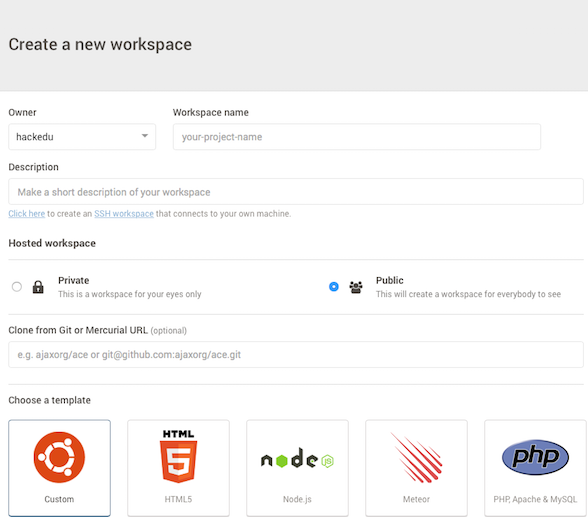 Create a new workspace
Owner
Workspace name
hackedu
your-project-name
Description
Make a short description of your workspace
Click here to create an SSH workspace that connects to your own machine.
Hosted workspace
Private
This is a workspace for your eyes only
Public
This will create a workspace for everybody to see
Clone from Git or Mercurial URL (optional)
e.g. ajaxorg/ace or git@github.com:ajaxorg/ace.git
Choose a template
Custom
HTML
5
HTML5
node JS
Node.js
Meteor
php
PHP, Apache & MySQL